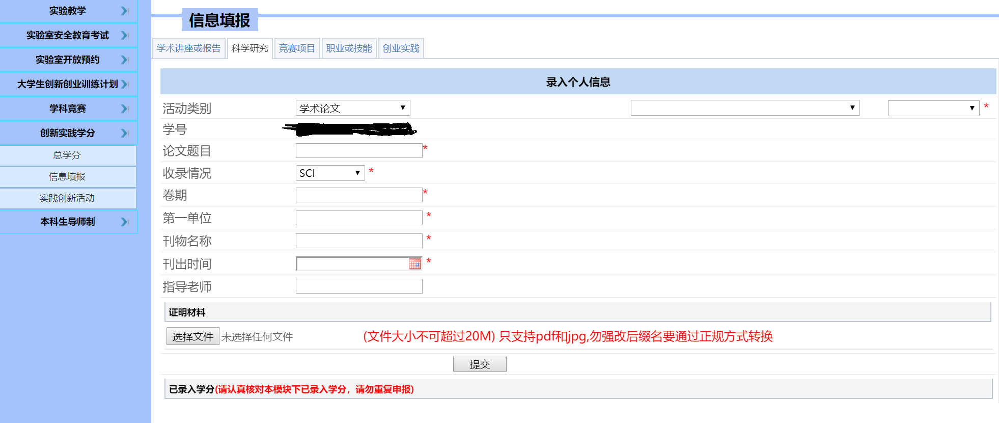 实验教学
实验室安全教育考试
实验室开放预约
大学生创新创业训练计划
学科竞赛
创新实践学分
总学分
信息填报
实践创新活动
本科生导师制
信息填报
学术讲座或报告 科学研究 竞赛项目 职业或技能 创业实践
录入个人信息
活动类别 学术论文 *
学号
论文题目 *
收录情况 SCI *
卷期 *
第一单位 *
刊物名称 *
刊出时间 *
指导老师
证明材料
选择文件 未选择任何文件 (文件大小不可超过20M) 只支持pdf和jpg,勿强改后缀名要通过正规方式转换
提交
已录入学分(请认真核对本模块下已录入学分，请勿重复申报)